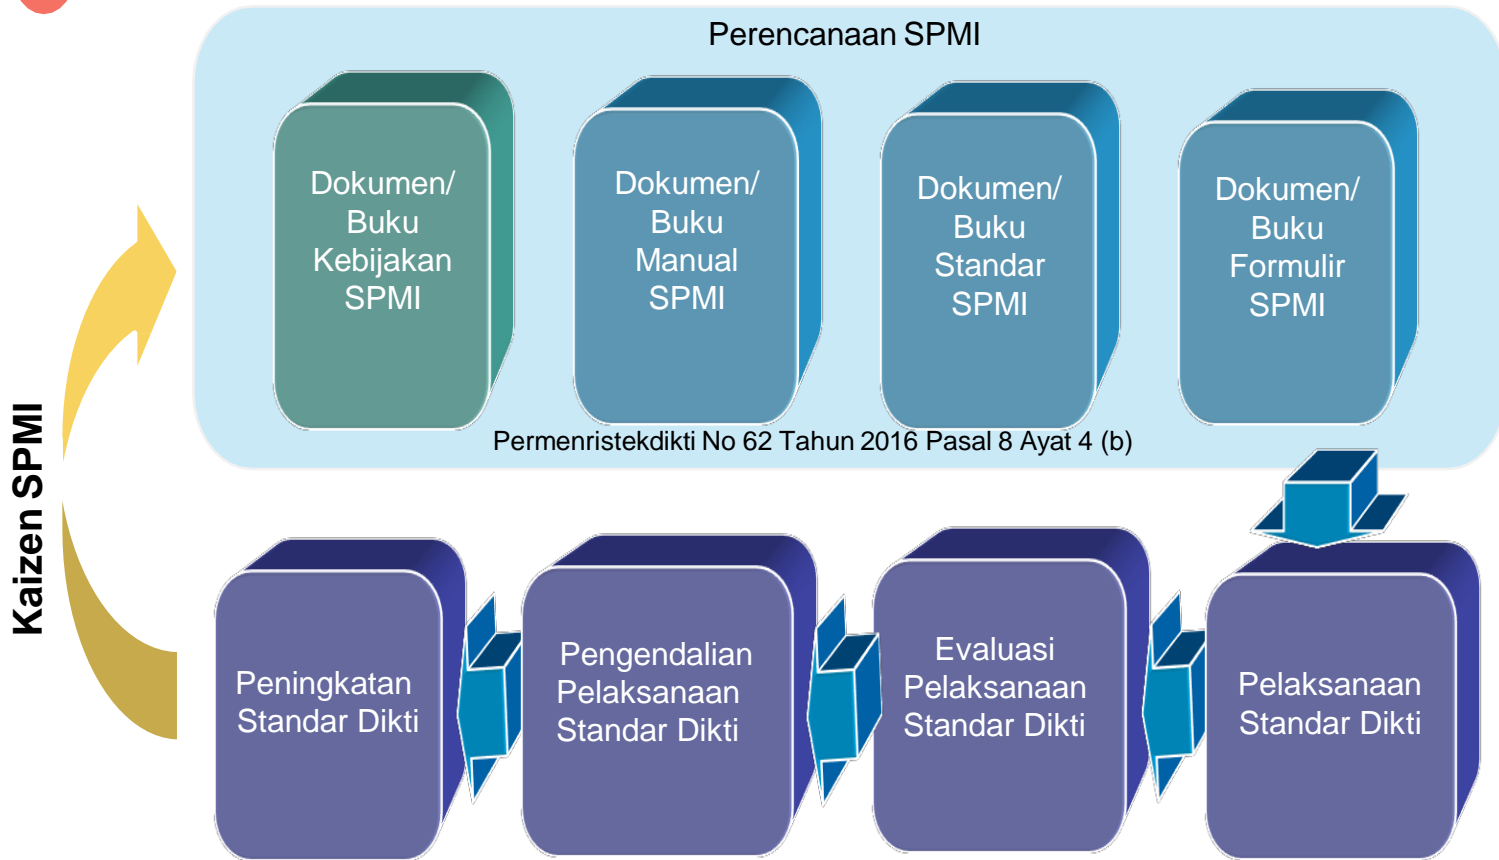 Perencanaan SPMI
Dokumen/
Buku
Kebijakan
SPMI
Dokumen/
Buku
Manual
SPMI
Dokumen/
Buku
Standar
SPMI
Dokumen/
Buku
Formulir
SPMI
Permenristekdikti No 62 Tahun 2016 Pasal 8 Ayat 4 (b)
Kaizen SPMI
Peningkatan
Standar Dikti
Pengendalian
Pelaksanaan
Standar Dikti
Evaluasi
Pelaksanaan
Standar Dikti
Pelaksanaan
Standar Dikti